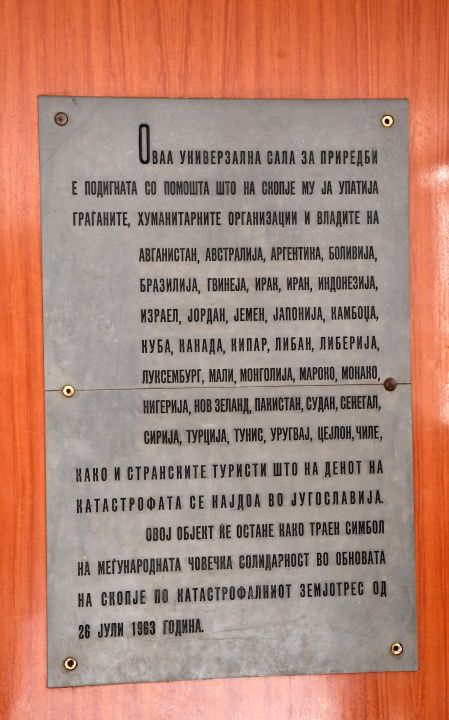 Оваа универзална сала за приредби
е подигната со помошта што на Скопје му ја упатија
граѓаните, хуманитарните организации и владите на
Авганистан, Австралија, Аргентина, Боливија,
Бразилија, Гвинеја, Ирак, Иран, Индонезија,
Израел, Јордан, Јемен, Јапонија, Камбоџа,
Куба, Канада, Кипар, Либан, Либерија,
Луксембург, Мали, Монголија, Мароко, Монако,
Нигерија, Нов Зеланд, Пакистан, Судан, Сенегал,
Сирија, Турција, Тунис, Уругвај, Цејлон, Чиле,
како и странските туристи што на денот на
катастрофата се најдоа во Југославија.
Овој објект ќе остане како траен симбол
на меѓународната човечка солидарност во обновата
на Скопје по катастрофалниот земјотрес од
26 јули 1963 година.